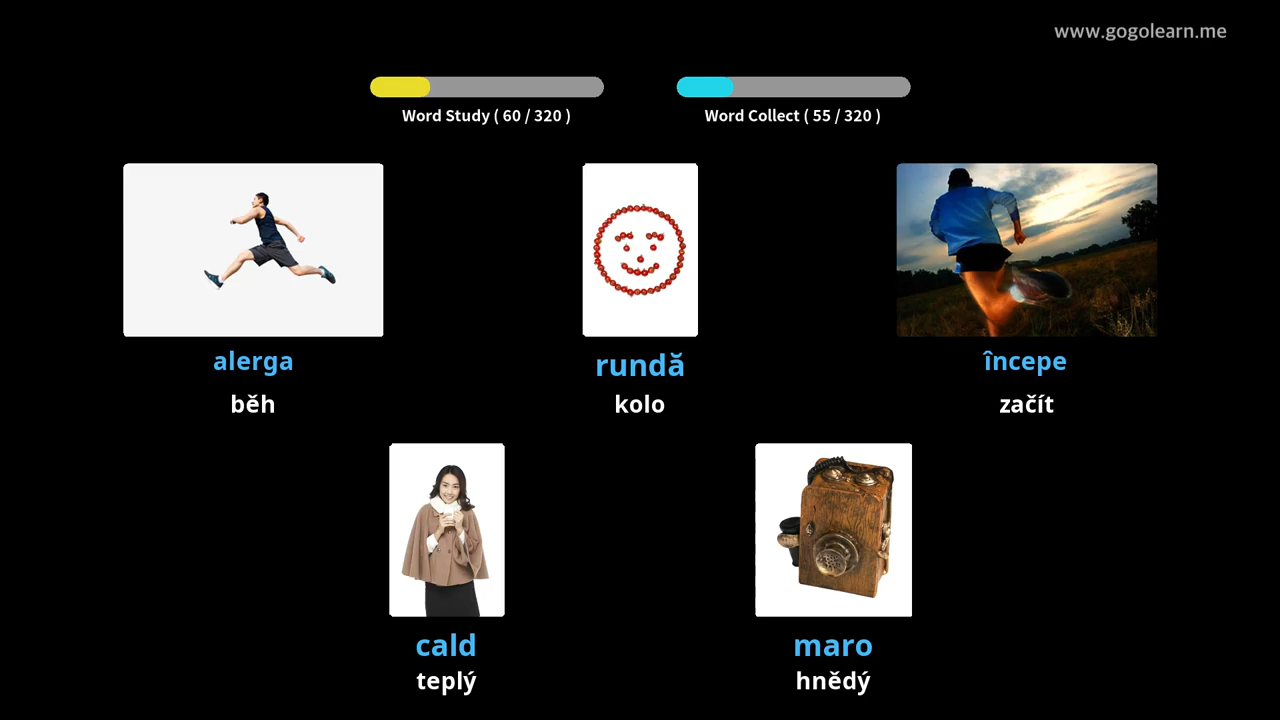 www.gogolearn.me
Word Study ( 60 / 320 )
Word Collect ( 55 / 320 )
alerga
běh
rundă
kolo
începe
začít
cald
teplý
maro
hnědý